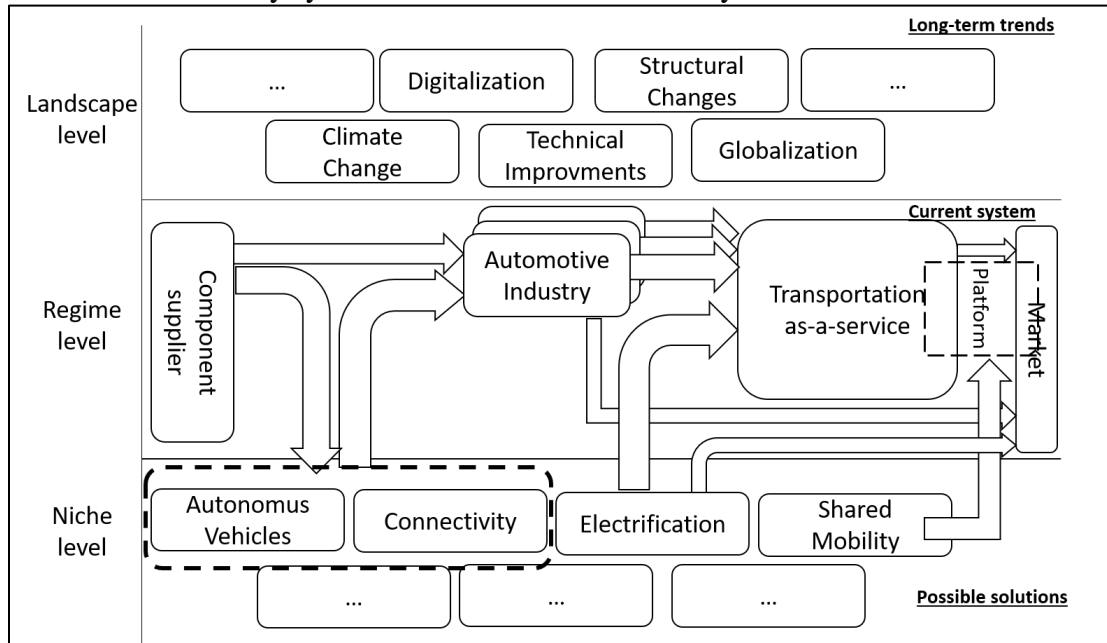 Long-term trends
Landscape
level
...
Digitalization
Structural
Changes
...
Climate
Change
Technical
Improvments
Globalization
Current system
Regime
level
Component
supplier
Automotive
Industry
Transportation
as-a-service
Platform
Market
Niche
level
Autonomus
Vehicles
Connectivity
Electrification
Shared
Mobility
...
...
...
Possible solutions